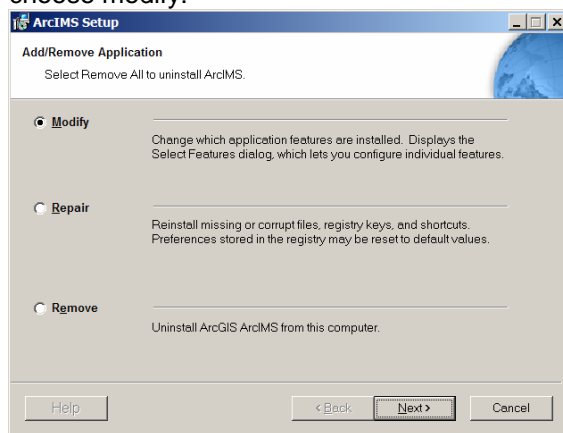 choose modify.
ArcIMS Setup
Add/Remove Application
Select Remove All to uninstall ArcIMS.
Modify
Change which application features are installed. Displays the
Select Features dialog, which lets you configure individual features.
Repair
Reinstall missing or corrupt files, registry keys, and shortcuts.
Preferences stored in the registry may be reset to default values.
Remove
Uninstall ArcGIS ArcIMS from this computer.
Help
< Back
Next >
Cancel